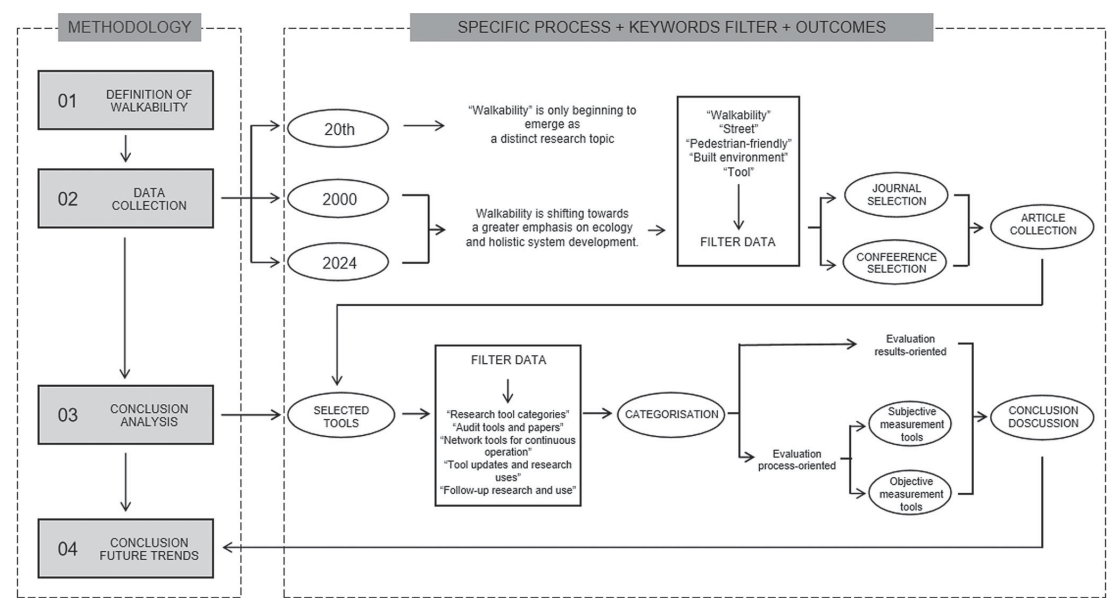 METHODOLOGY
SPECIFIC PROCESS + KEYWORDS FILTER + OUTCOMES
01
DEFINITION OF
WALKABILITY
02
DATA
COLLECTION
03
CONCLUSION
ANALYSIS
04
CONCLUSION
FUTURE TRENDS
20th
2000
2024
“Walkability” is only beginning to
emerge as
a distinct research topic
Walkability is shifting towards
a greater emphasis on ecology
and holistic system development.
“Walkability”
“Street”
“Pedestrian-friendly”
“Built environment”
“Tool”
FILTER DATA
JOURNAL
SELECTION
CONFEERENCE
SELECTION
ARTICLE
COLLECTION
SELECTED
TOOLS
FILTER DATA
“Research tool categories”
“Audit tools and papers”
“Network tools for continuous
operation”
“Tool updates and research
uses”
“Follow-up research and use”
CATEGORISATION
Evaluation
results-oriented
Evaluation
process-oriented
Subjective
measurement
tools
Objective
measurement
tools
CONCLUSION
DOSCUSSION